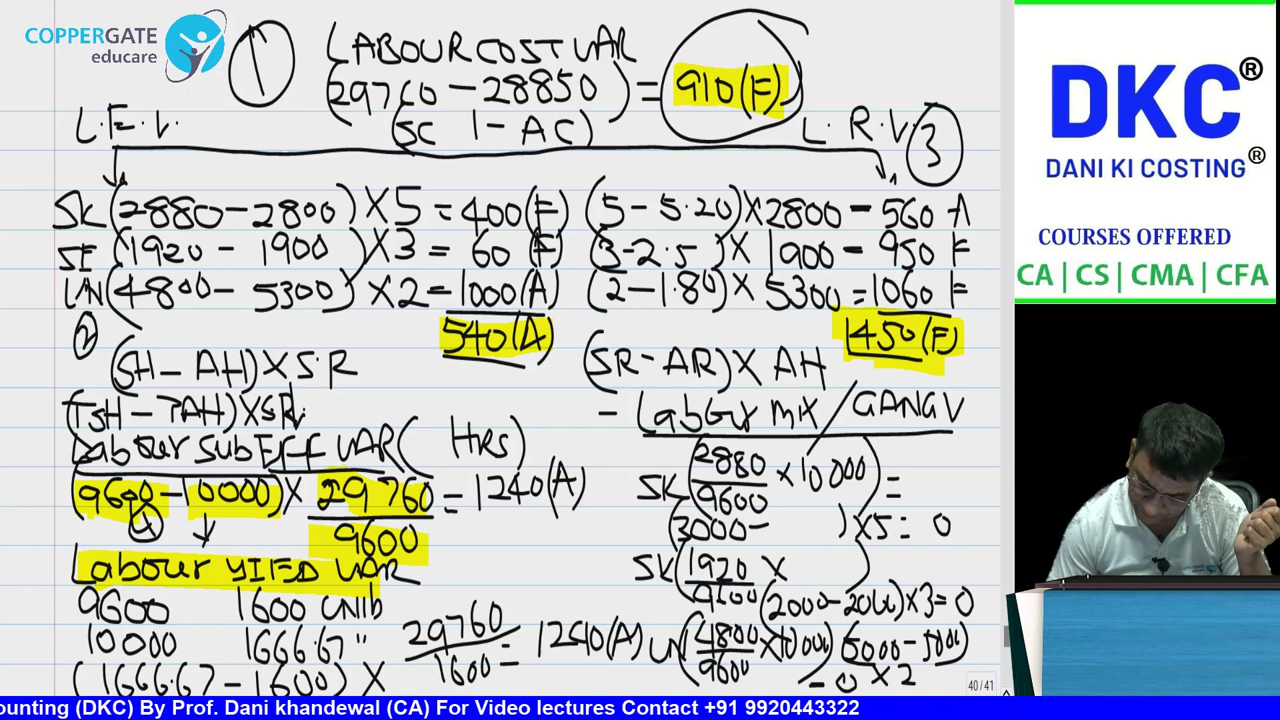 COPPERGATE
educare
1
LABOUR COST VAR
(29760 - 28850) = 910(F)
(SC 1 - AC)
L.E.V.
L.R.V. 3
SK (2880 - 2800) X 5 = 400(F)
SE (1920 - 1900) X 3 = 60(F)
UN (4800 - 5300) X 2 = 1000(A)
540(A)
2
(SH - AH) X S.R
(TSH - TAH) X SR.
(5 - 5.20) X 2800 - 560 A
(3 - 2.5) X 1900 = 950 F
(2 - 1.80) X 5300 = 1060 F
1450(F)
(SR - AR) X AH
Labour sub EFF VAR (HRS)
(9600 - 10000) X 29760 / 9600 = 1240(A)
Labour YIELD VAR
9600 1600 UNIB
10000 1666.67 "
(1666.67 - 1600) X 29760 / 1600 = 1240(A)
- Labour MIX / GANG V
SK (2880 / 9600 X 10000) =
(3000 - ) X 5 = 0
SK (1920 / 9600 X )
(2000 - 2000) X 3 = 0
UN (4800 / 9600 X 10000) (5000 - 5000)
- 0 X 2
40/41
DKC®
DANI KI COSTING®
COURSES OFFERED
CA | CS | CMA | CFA
ounting (DKC) By Prof. Dani khandewal (CA) For Video lectures Contact +91 9920443322